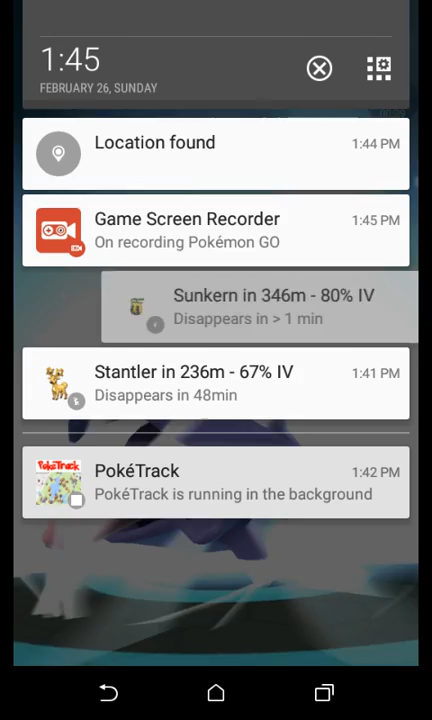 1:45
FEBRUARY 26, SUNDAY
Location found
1:44 PM
Game Screen Recorder
1:45 PM
On recording Pokémon GO
Sunkern in 346m - 80% IV
Disappears in > 1 min
Stantler in 236m - 67% IV
1:41 PM
Disappears in 48min
PokéTrack
PokéTrack
1:42 PM
PokéTrack is running in the background